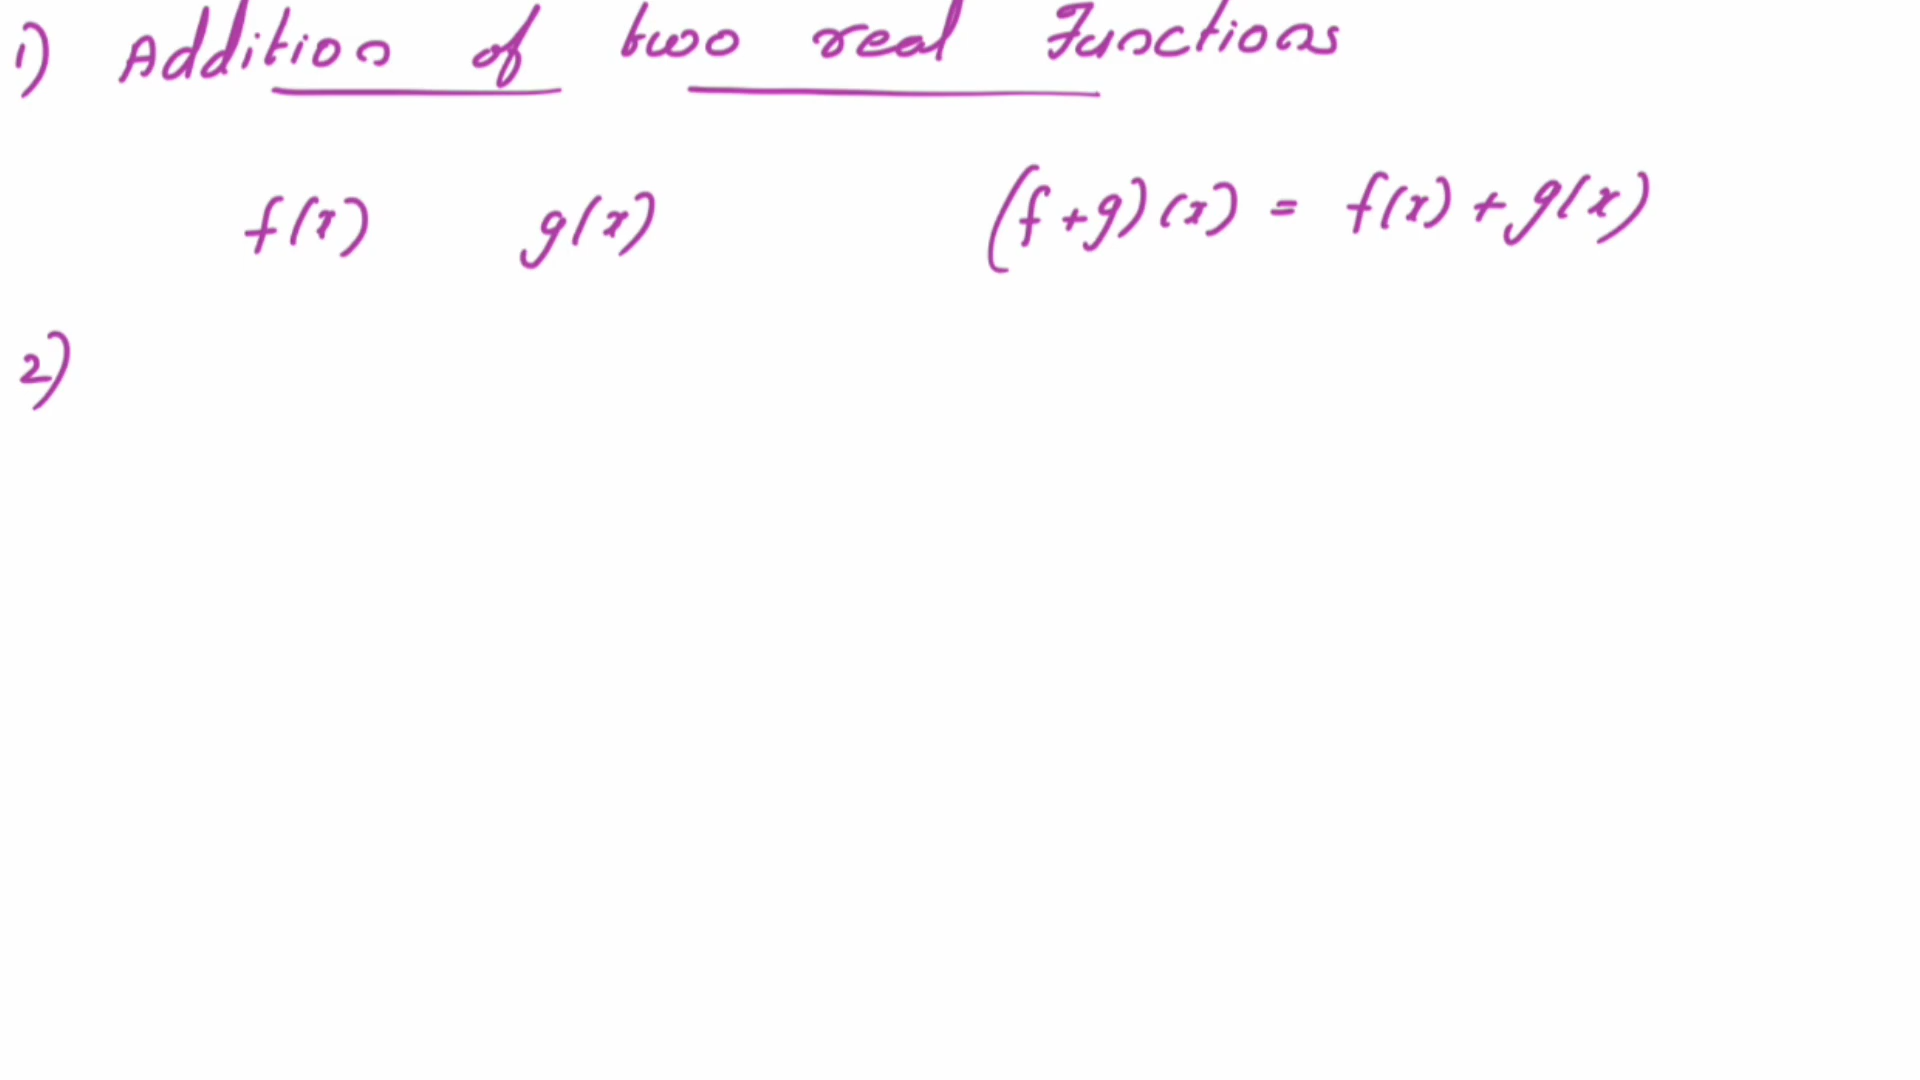 1) Addition of two real Functions
f(x) g(x) (f+g)(x) = f(x) + g(x)
2)